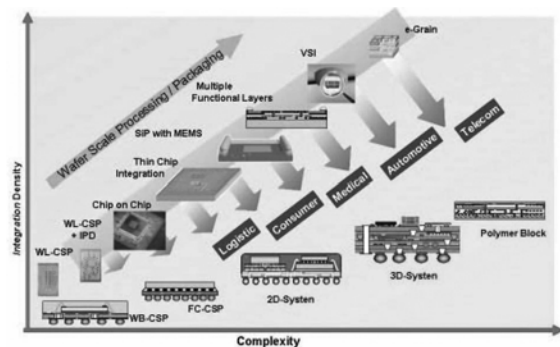 e-Grain
VSI
Multiple
Functional Layers
Wafer Scale Processing / Packaging
SIP with MEMS
Thin Chip
Integration
Chip on Chip
WL-CSP
+ IPD
WL-CSP
Telecom
Automotive
Medical
Consumer
Logistic
Polymer Block
3D-Systen
2D-Systen
FC-CSP
WB-CSP
Integration Density
Complexity